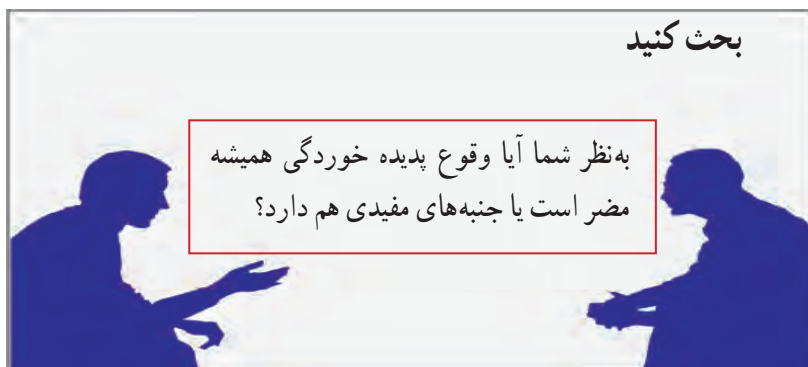 بحث کنید
به‌نظر شما آیا وقوع پدیده خوردگی همیشه
مضر است یا جنبه‌های مفیدی هم دارد؟